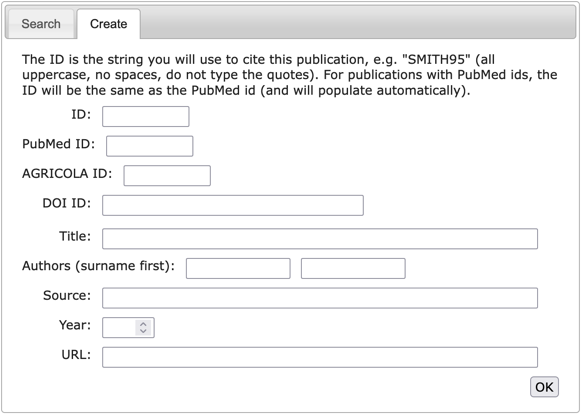 Search
Create
The ID is the string you will use to cite this publication, e.g. "SMITH95" (all
uppercase, no spaces, do not type the quotes). For publications with PubMed ids, the
ID will be the same as the PubMed id (and will populate automatically).
ID:
PubMed ID:
AGRICOLA ID:
DOI ID:
Title:
Authors (surname first):
Source:
Year:
URL:
OK